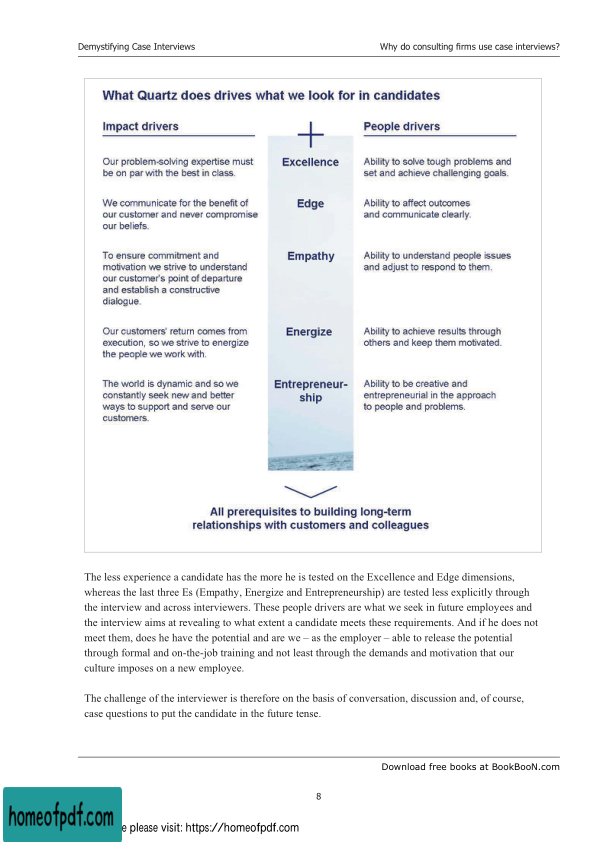 Demystifying Case Interviews
Why do consulting firms use case interviews?
What Quartz does drives what we look for in candidates
Impact drivers
People drivers
Our problem-solving expertise must
be on par with the best in class.
Excellence
Ability to solve tough problems and
set and achieve challenging goals.
We communicate for the benefit of
our customer and never compromise
our beliefs.
Edge
Ability to affect outcomes
and communicate clearly.
To ensure commitment and
motivation we strive to understand
our customer's point of departure
and establish a constructive
dialogue.
Empathy
Ability to understand people issues
and adjust to respond to them.
Our customers' return comes from
execution, so we strive to energize
the people we work with.
Energize
Ability to achieve results through
others and keep them motivated.
The world is dynamic and so we
constantly seek new and better
ways to support and serve our
customers.
Entrepreneur-
ship
Ability to be creative and
entrepreneurial in the approach
to people and problems.
All prerequisites to building long-term
relationships with customers and colleagues
The less experience a candidate has the more he is tested on the Excellence and Edge dimensions,
whereas the last three Es (Empathy, Energize and Entrepreneurship) are tested less explicitly through
the interview and across interviewers. These people drivers are what we seek in future employees and
the interview aims at revealing to what extent a candidate meets these requirements. And if he does not
meet them, does he have the potential and are we – as the employer – able to release the potential
through formal and on-the-job training and not least through the demands and motivation that our
culture imposes on a new employee.
The challenge of the interviewer is therefore on the basis of conversation, discussion and, of course,
case questions to put the candidate in the future tense.
Download free books at BookBooN.com
8
homeofpdf.com
e please visit: https://homeofpdf.com